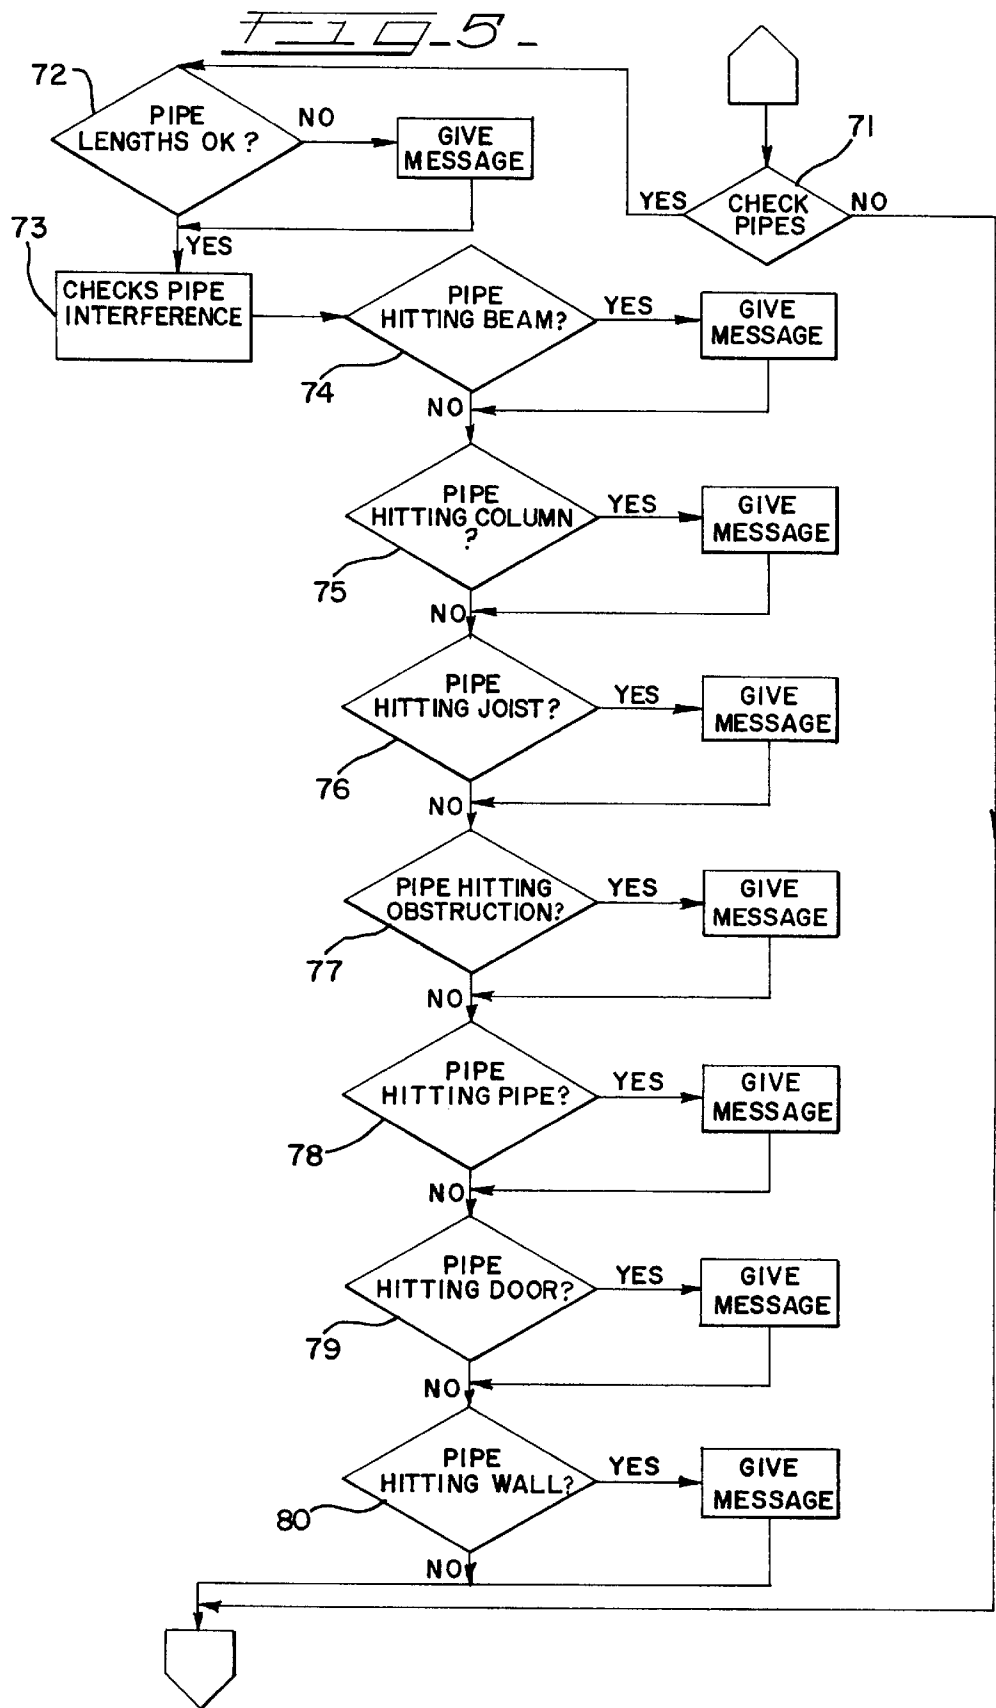 Fig-5-
72
PIPE
LENGTHS OK?
NO
GIVE
MESSAGE
71
YES
CHECK
PIPES
NO
73
YES
CHECKS PIPE
INTERFERENCE
PIPE
HITTING BEAM?
YES
GIVE
MESSAGE
74
NO
PIPE
HITTING COLUMN
?
YES
GIVE
MESSAGE
75
NO
PIPE
HITTING JOIST?
YES
GIVE
MESSAGE
76
NO
PIPE HITTING
OBSTRUCTION?
YES
GIVE
MESSAGE
77
NO
PIPE
HITTING PIPE?
YES
GIVE
MESSAGE
78
NO
PIPE
HITTING DOOR?
YES
GIVE
MESSAGE
79
NO
PIPE
HITTING WALL?
YES
GIVE
MESSAGE
80
NO